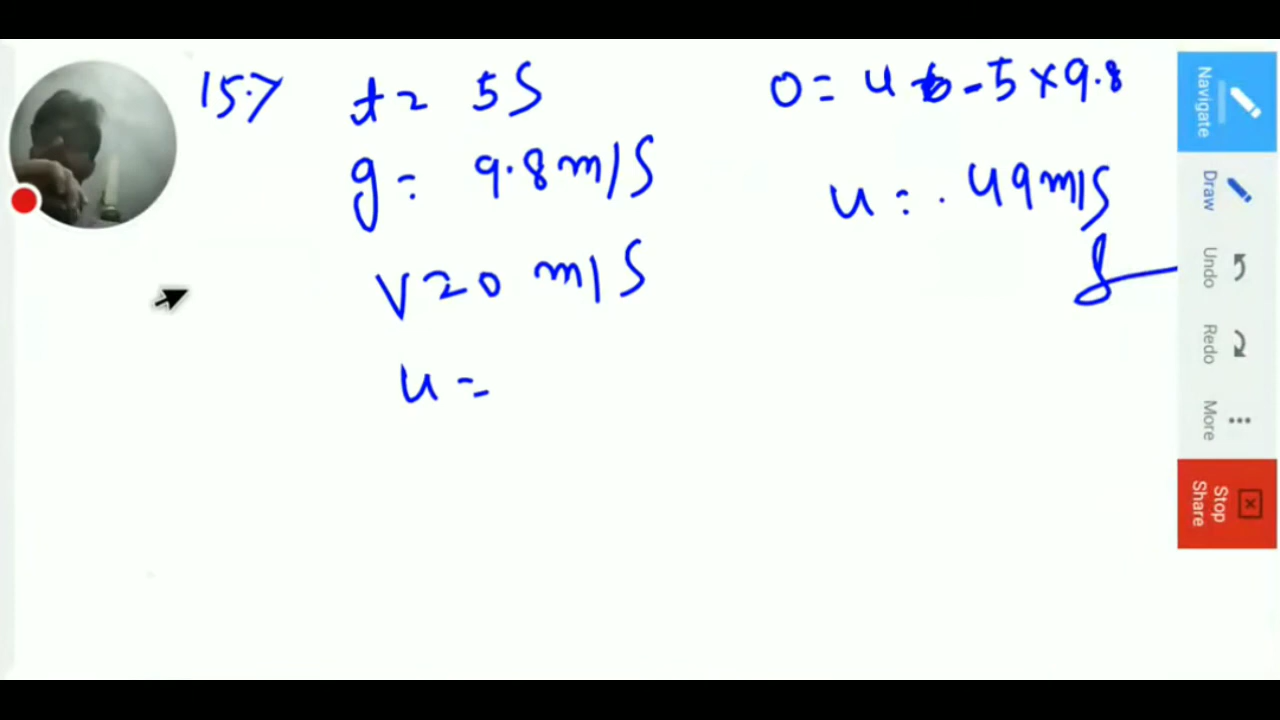 15.7
t = 5S
g = 9.8 m/S
V = 0 m/S
u =
0 = u - 5 × 9.8
u = . 49 m/S
Navigate
Draw
Undo
Redo
More
Stop
Share